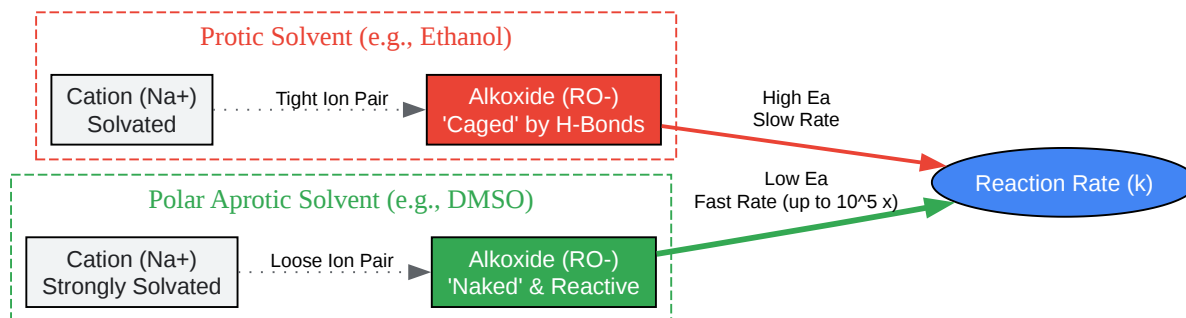 Protic Solvent (e.g., Ethanol)
Cation (Na+)
Solvated
Tight Ion Pair
Alkoxide (RO-)
'Caged' by H-Bonds
High Ea
Slow Rate
Polar Aprotic Solvent (e.g., DMSO)
Cation (Na+)
Strongly Solvated
Loose Ion Pair
Alkoxide (RO-)
'Naked' & Reactive
Low Ea
Fast Rate (up to 10^5 x)
Reaction Rate (k)